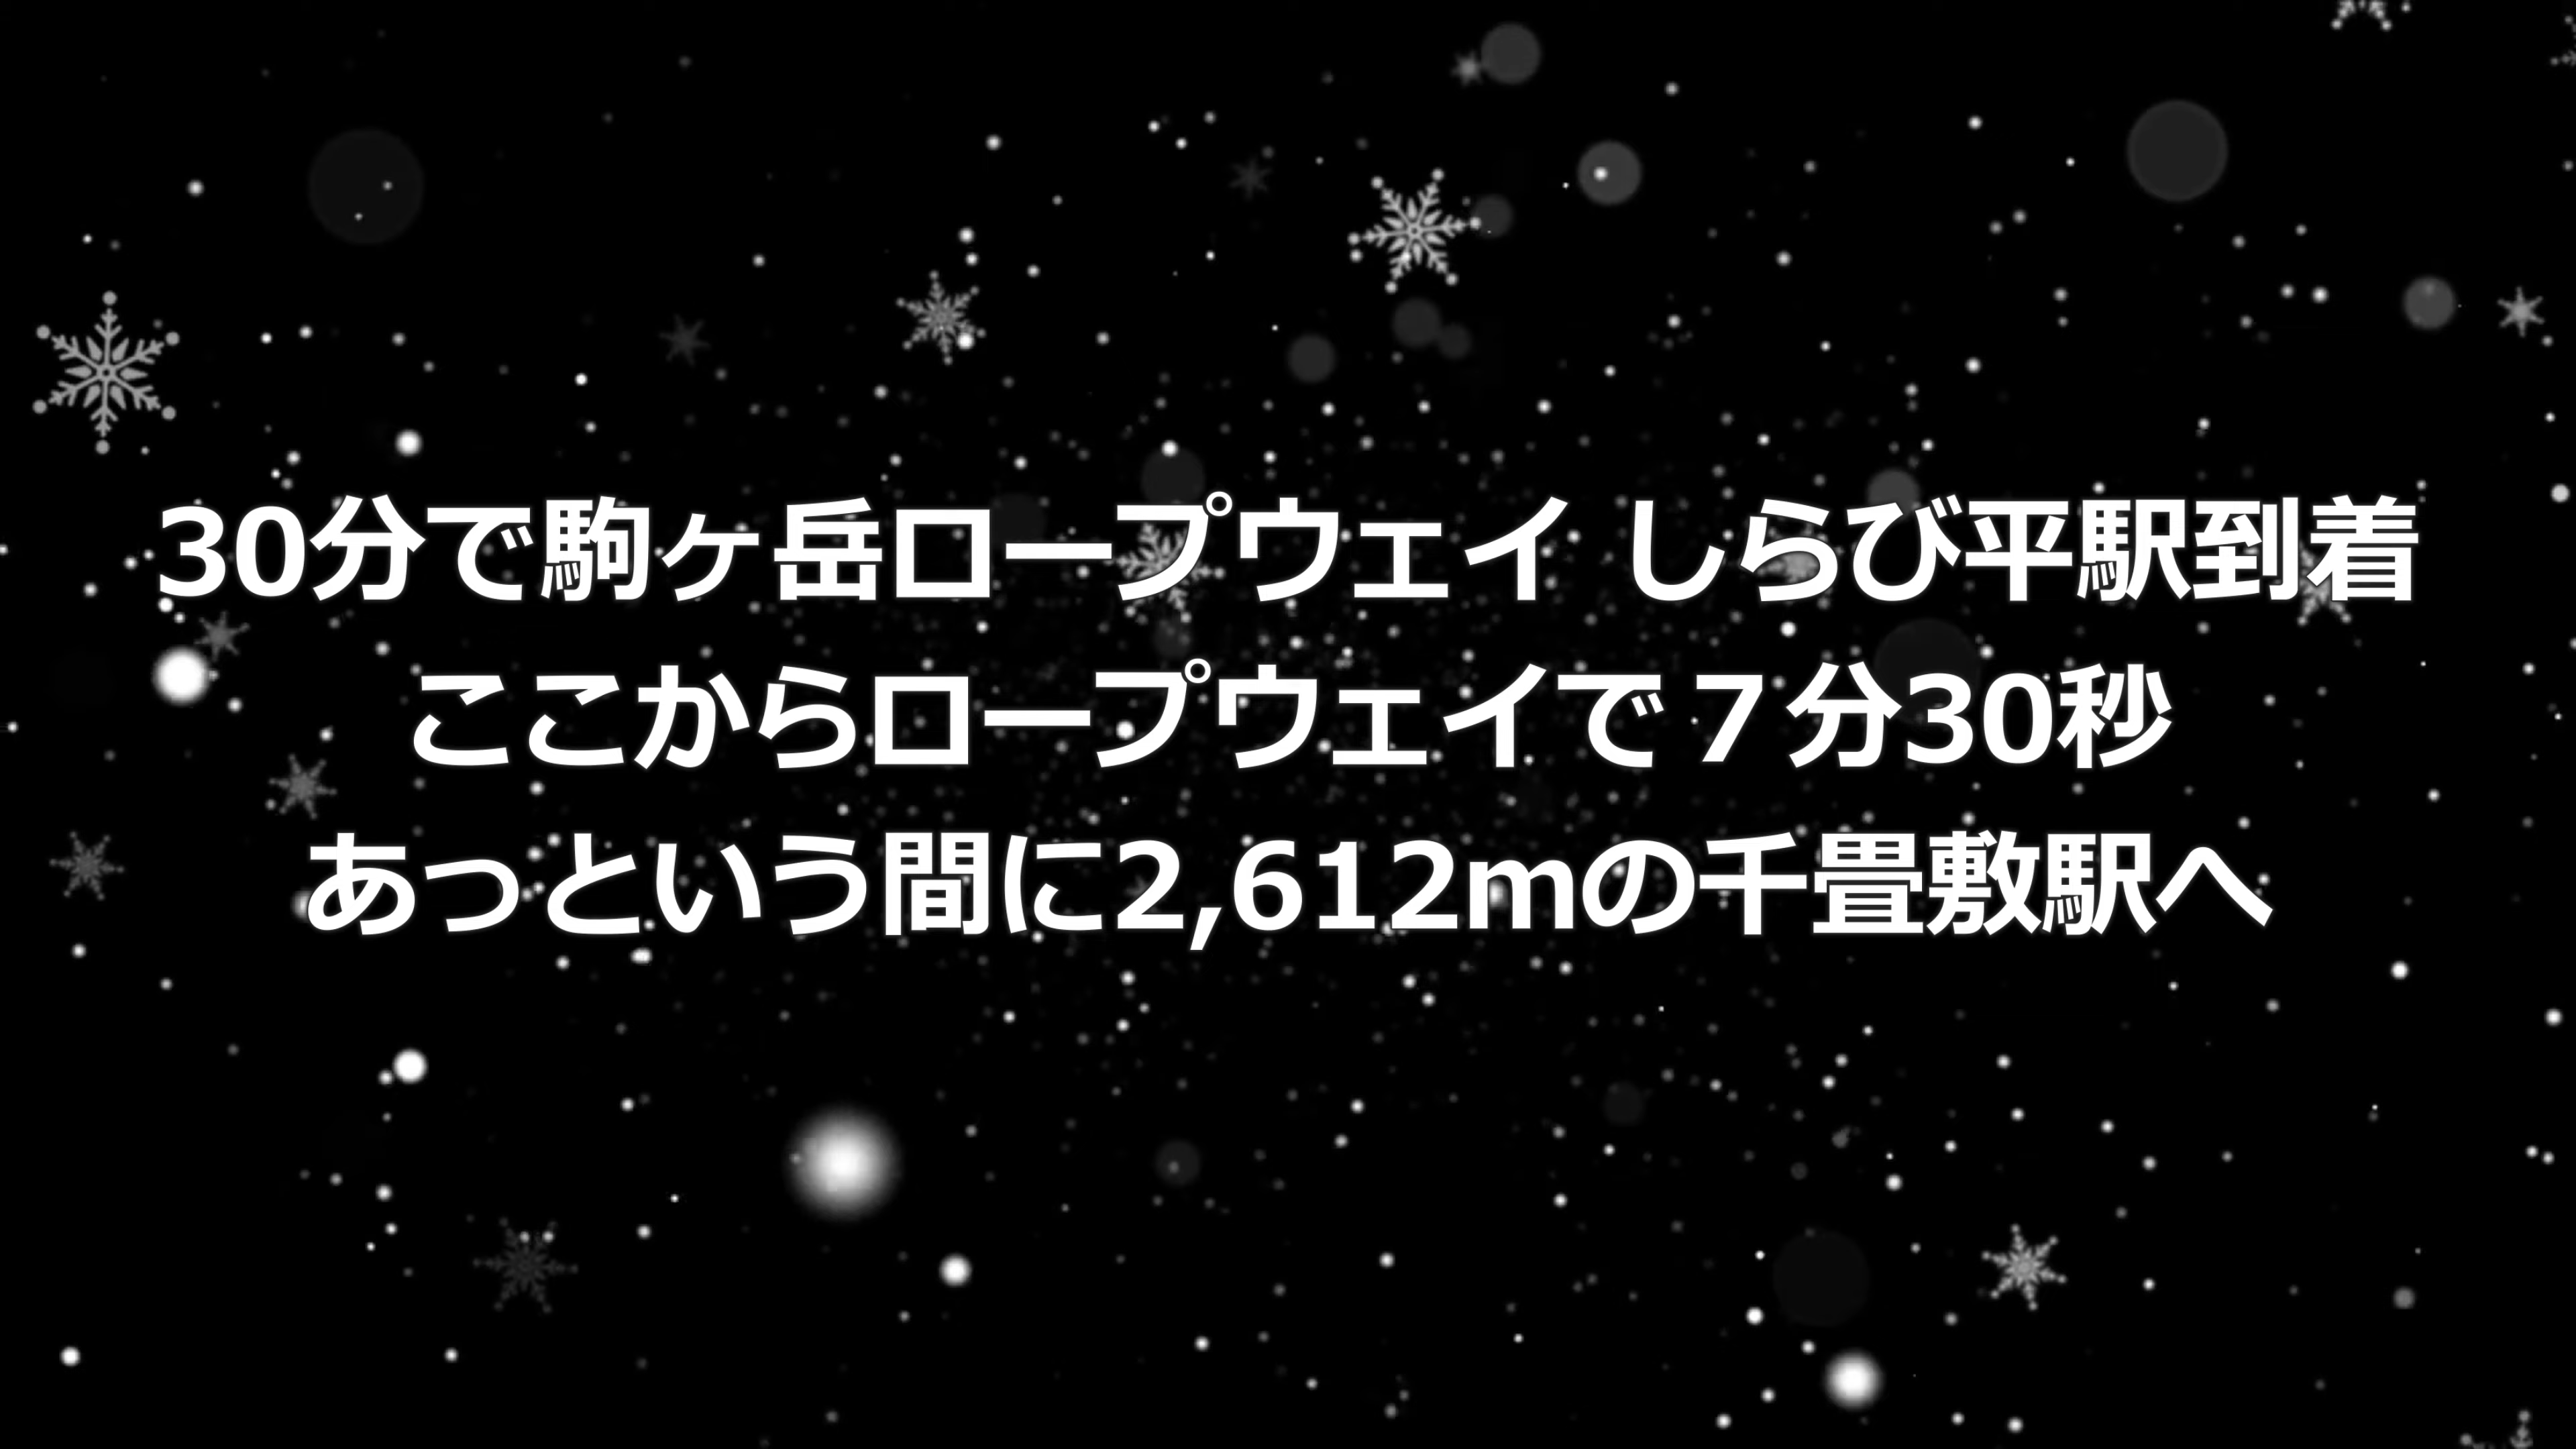 30分で駒ヶ岳ロープウェイ しらび平駅到着
ここからロープウェイで７分30秒
あっという間に2,612mの千畳敷駅へ